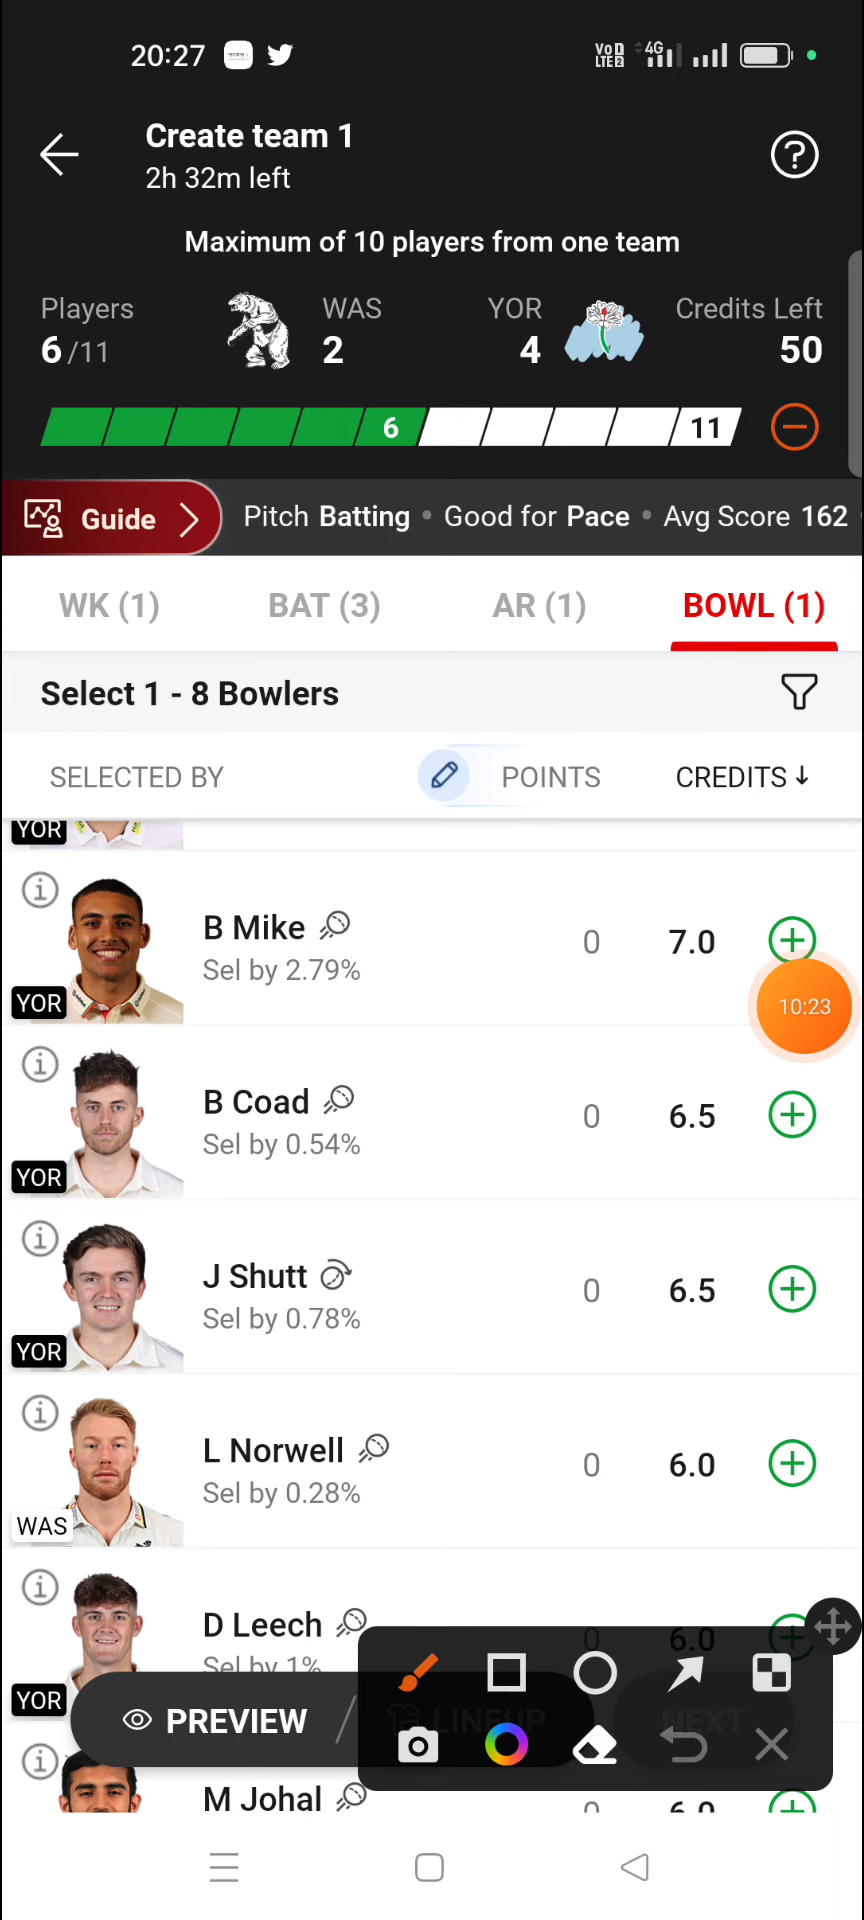 20:27
VoD LTE2 4G
Create team 1
2h 32m left
Maximum of 10 players from one team
Players WAS YOR Credits Left
6/11 2 4 50
6 11
Guide Pitch Batting • Good for Pace • Avg Score 162
WK (1) BAT (3) AR (1) BOWL (1)
Select 1 - 8 Bowlers
SELECTED BY POINTS CREDITS ↓
YOR
B Mike 0 7.0
Sel by 2.79%
YOR
10:23
B Coad 0 6.5
Sel by 0.54%
YOR
J Shutt 0 6.5
Sel by 0.78%
YOR
L Norwell 0 6.0
Sel by 0.28%
WAS
D Leech 0 6.0
Sel by 1%
YOR
PREVIEW LINEUP NEXT
M Johal 0 6.0